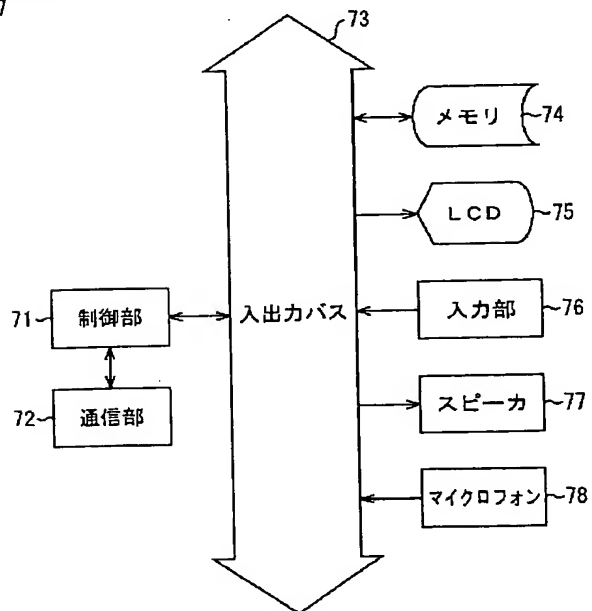 7
73
メモリ 74
LCD 75
71 制御部 入出力バス 入力部 76
72 通信部 スピーカ 77
マイクロフォン 78